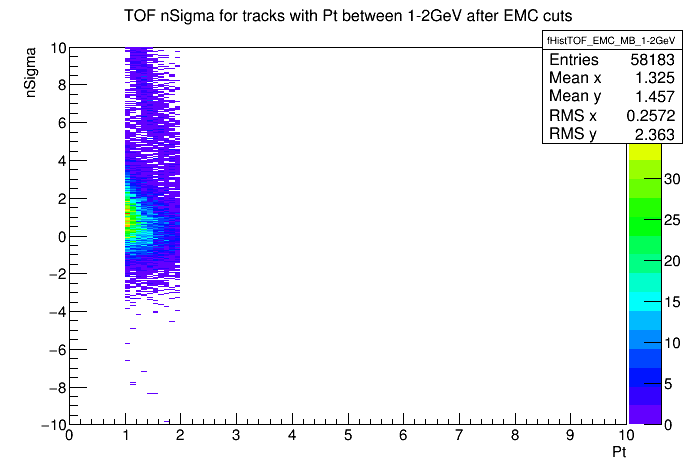 TOF nSigma for tracks with Pt between 1-2GeV after EMC cuts
fHistTOF_EMC_MB_1-2GeV
Entries 58183
Mean x 1.325
Mean y 1.457
RMS x 0.2572
RMS y 2.363
nSigma
10
8
6
4
2
0
−2
−4
−6
−8
−10
0 1 2 3 4 5 6 7 8 9 10
Pt
30
25
20
15
10
5
0